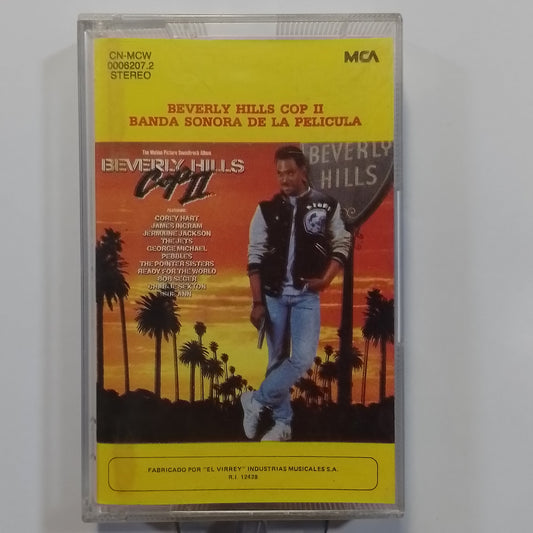 CN-MCW
0006207.2
STEREO
MCA
BEVERLY HILLS COP II
BANDA SONORA DE LA PELICULA
The Motion Picture Soundtrack Album
BEVERLY HILLS
COP II
FEATURING:
COREY HART
JAMES INGRAM
JERMAINE JACKSON
THE JETS
GEORGE MICHAEL
PEBBLES
THE POINTER SISTERS
READY FOR THE WORLD
BOB SEGER
CHARLIE SEXTON
BEVERLY
HILLS
FABRICADO POR "EL VIRREY" INDUSTRIAS MUSICALES S.A.
R.I. 12428